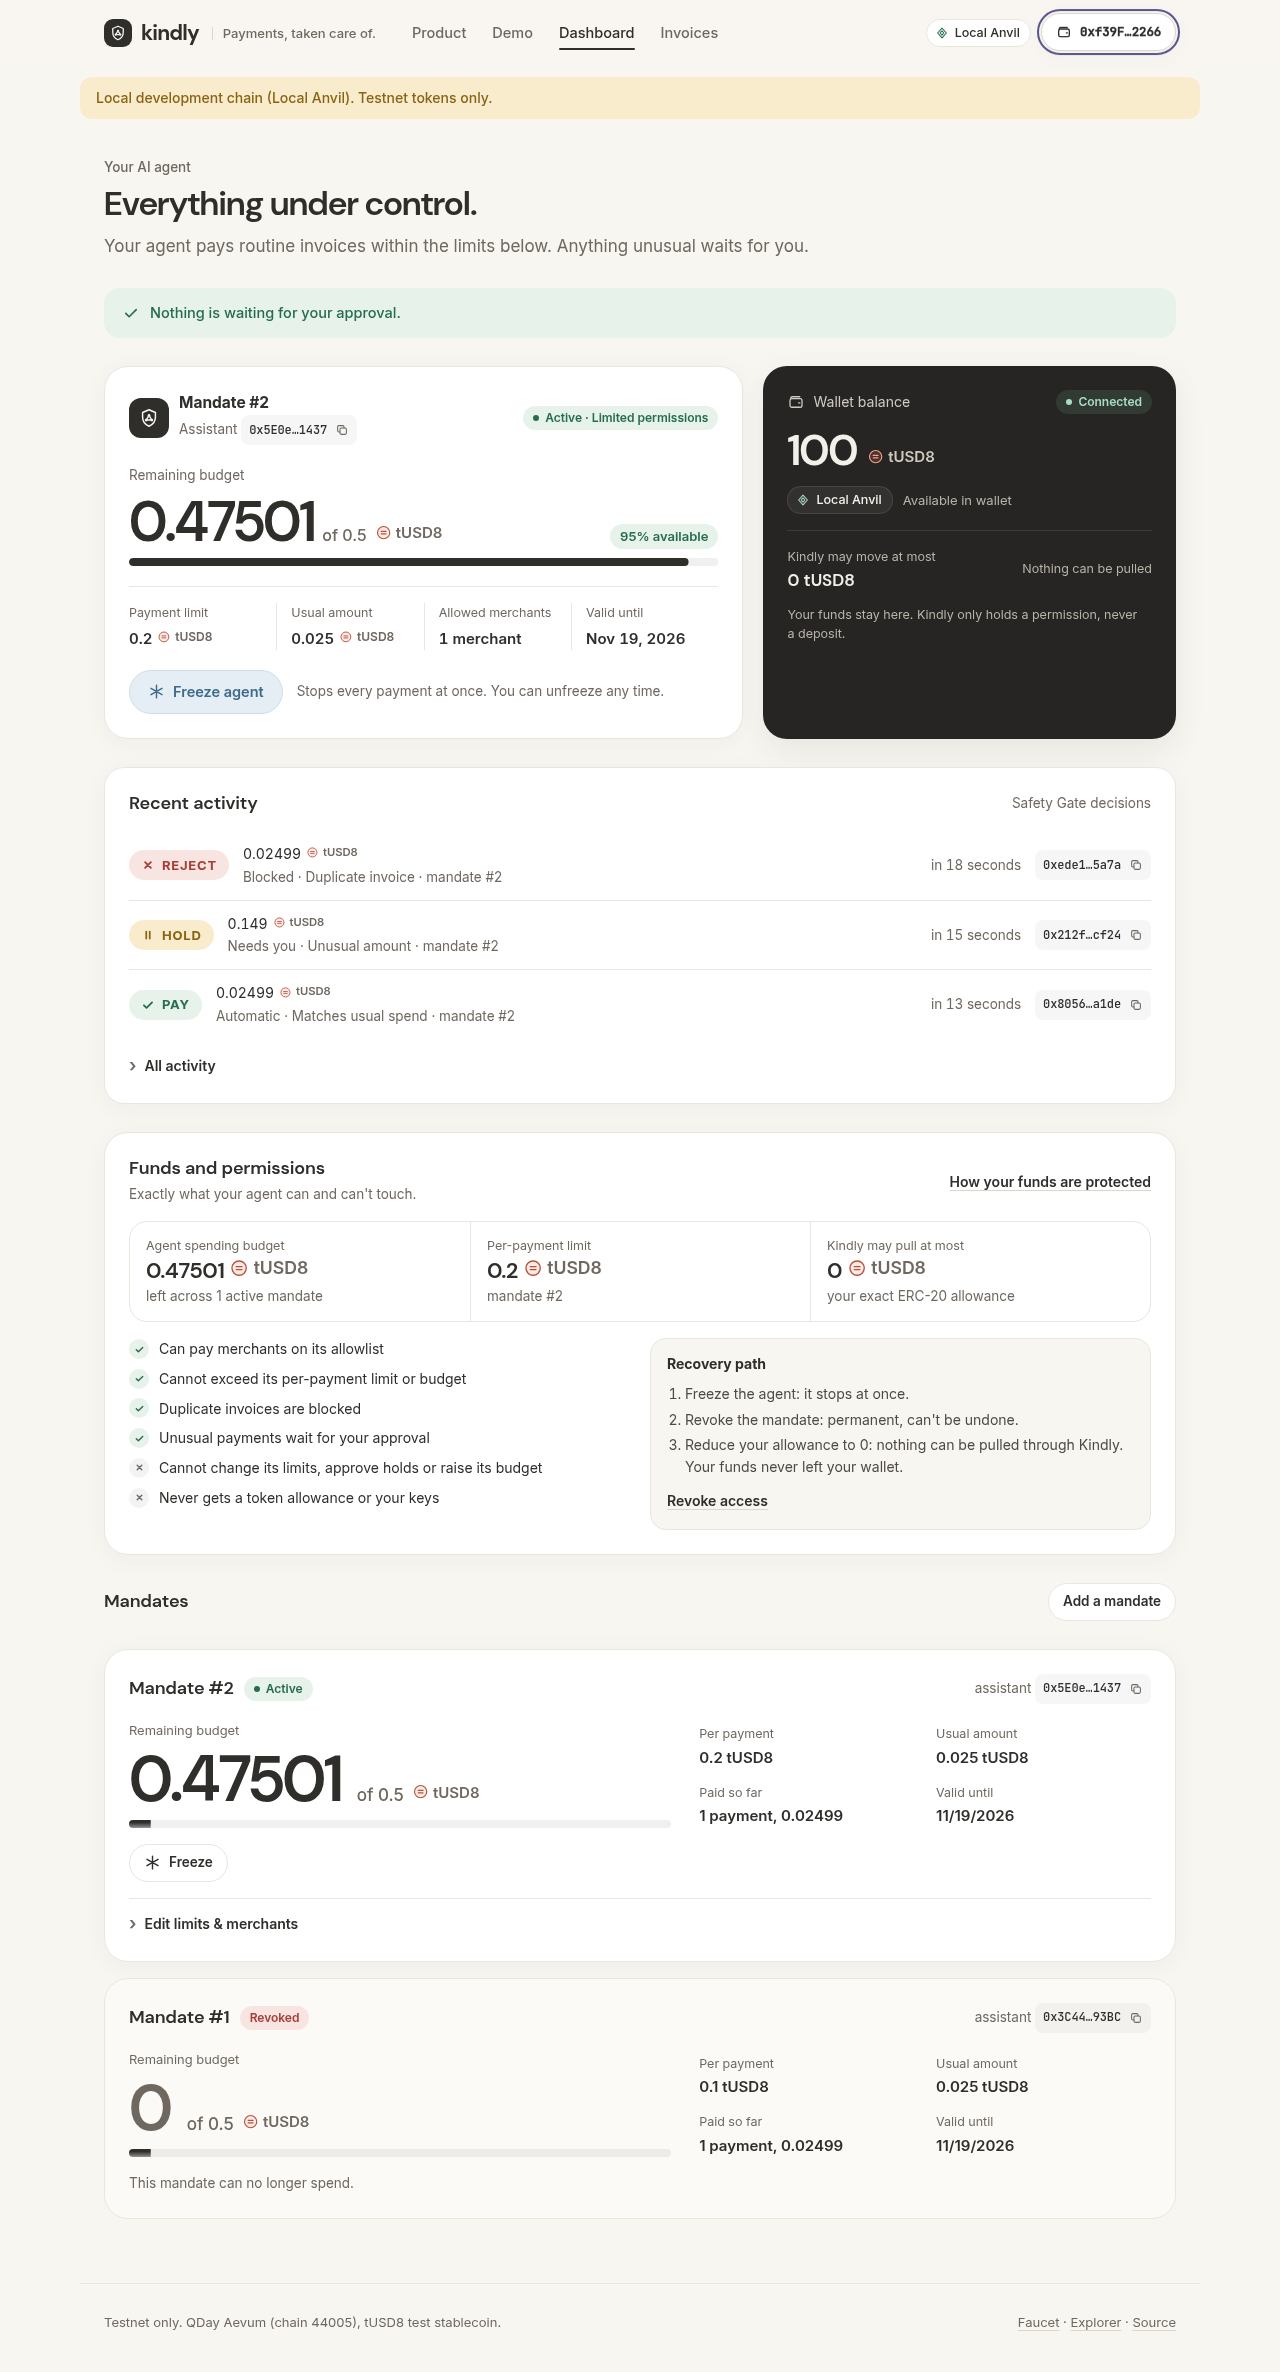 kindly
Payments, taken care of.
Product
Demo
Dashboard
Invoices
Local Anvil
0xf39F…2266
Local development chain (Local Anvil). Testnet tokens only.
Your AI agent
Everything under control.
Your agent pays routine invoices within the limits below. Anything unusual waits for you.
Nothing is waiting for your approval.
Mandate #2
Assistant 0x5E0e…1437
Active · Limited permissions
Remaining budget
0.47501 of 0.5 tUSD8
95% available
Payment limit
0.2 tUSD8
Usual amount
0.025 tUSD8
Allowed merchants
1 merchant
Valid until
Nov 19, 2026
Freeze agent
Stops every payment at once. You can unfreeze any time.
Wallet balance
Connected
100 tUSD8
Local Anvil
Available in wallet
Kindly may move at most
0 tUSD8
Nothing can be pulled
Your funds stay here. Kindly only holds a permission, never
a deposit.
Recent activity
Safety Gate decisions
REJECT
0.02499 tUSD8
Blocked · Duplicate invoice · mandate #2
in 18 seconds
0xede1…5a7a
HOLD
0.149 tUSD8
Needs you · Unusual amount · mandate #2
in 15 seconds
0x212f…cf24
PAY
0.02499 tUSD8
Automatic · Matches usual spend · mandate #2
in 13 seconds
0x8056…a1de
› All activity
Funds and permissions
Exactly what your agent can and can't touch.
How your funds are protected
Agent spending budget
0.47501 tUSD8
left across 1 active mandate
Per-payment limit
0.2 tUSD8
mandate #2
Kindly may pull at most
0 tUSD8
your exact ERC-20 allowance
Can pay merchants on its allowlist
Cannot exceed its per-payment limit or budget
Duplicate invoices are blocked
Unusual payments wait for your approval
Cannot change its limits, approve holds or raise its budget
Never gets a token allowance or your keys
Recovery path
1. Freeze the agent: it stops at once.
2. Revoke the mandate: permanent, can't be undone.
3. Reduce your allowance to 0: nothing can be pulled through Kindly.
Your funds never left your wallet.
Revoke access
Mandates
Add a mandate
Mandate #2
Active
assistant 0x5E0e…1437
Remaining budget
0.47501 of 0.5 tUSD8
Per payment
0.2 tUSD8
Usual amount
0.025 tUSD8
Paid so far
1 payment, 0.02499
Valid until
11/19/2026
Freeze
› Edit limits & merchants
Mandate #1
Revoked
assistant 0x3C44…93BC
Remaining budget
0 of 0.5 tUSD8
Per payment
0.1 tUSD8
Usual amount
0.025 tUSD8
Paid so far
1 payment, 0.02499
Valid until
11/19/2026
This mandate can no longer spend.
Testnet only. QDay Aevum (chain 44005), tUSD8 test stablecoin.
Faucet · Explorer · Source